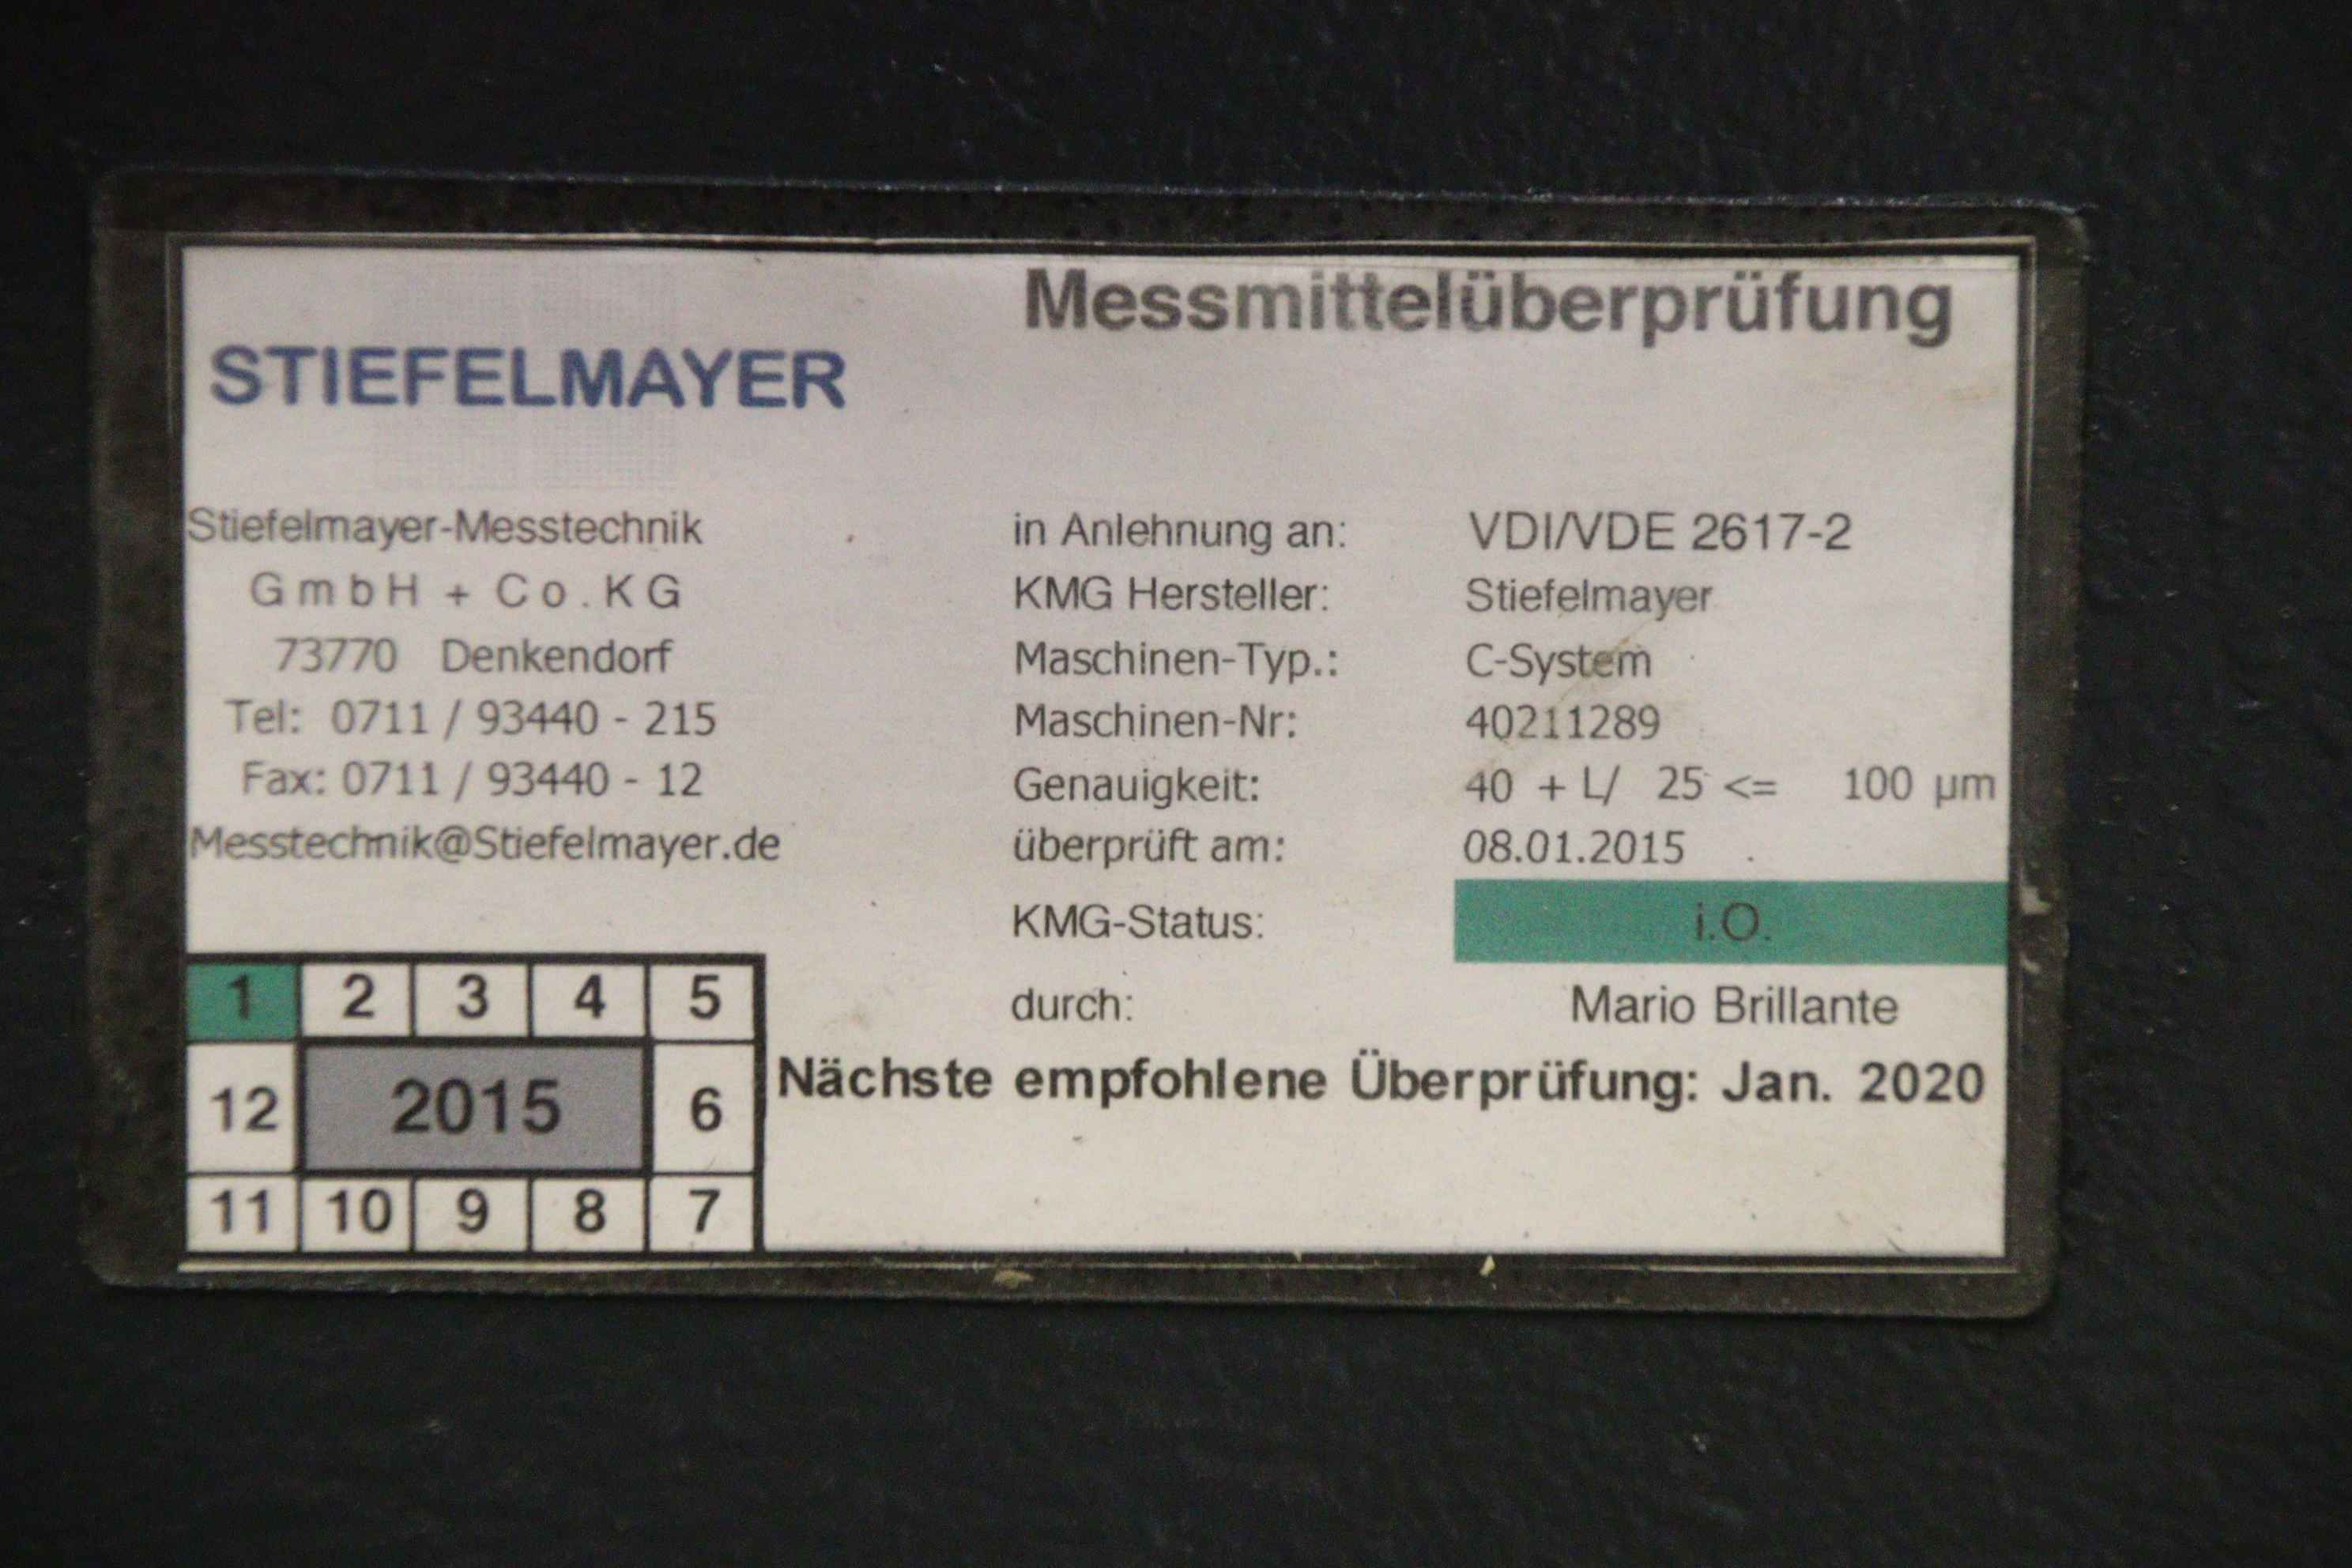 Messmittelüberprüfung
STIEFELMAYER
Stiefelmayer-Messtechnik
GmbH + Co.KG
73770 Denkendorf
Tel: 0711 / 93440 - 215
Fax: 0711 / 93440 - 12
Messtechnik@Stiefelmayer.de
in Anlehnung an: VDI/VDE 2617-2
KMG Hersteller: Stiefelmayer
Maschinen-Typ.: C-System
Maschinen-Nr: 40211289
Genauigkeit: 40 + L/ 25 <= 100 µm
überprüft am: 08.01.2015
KMG-Status: i.O.
durch: Mario Brillante
Nächste empfohlene Überprüfung: Jan. 2020
1 2 3 4 5
12 2015 6
11 10 9 8 7